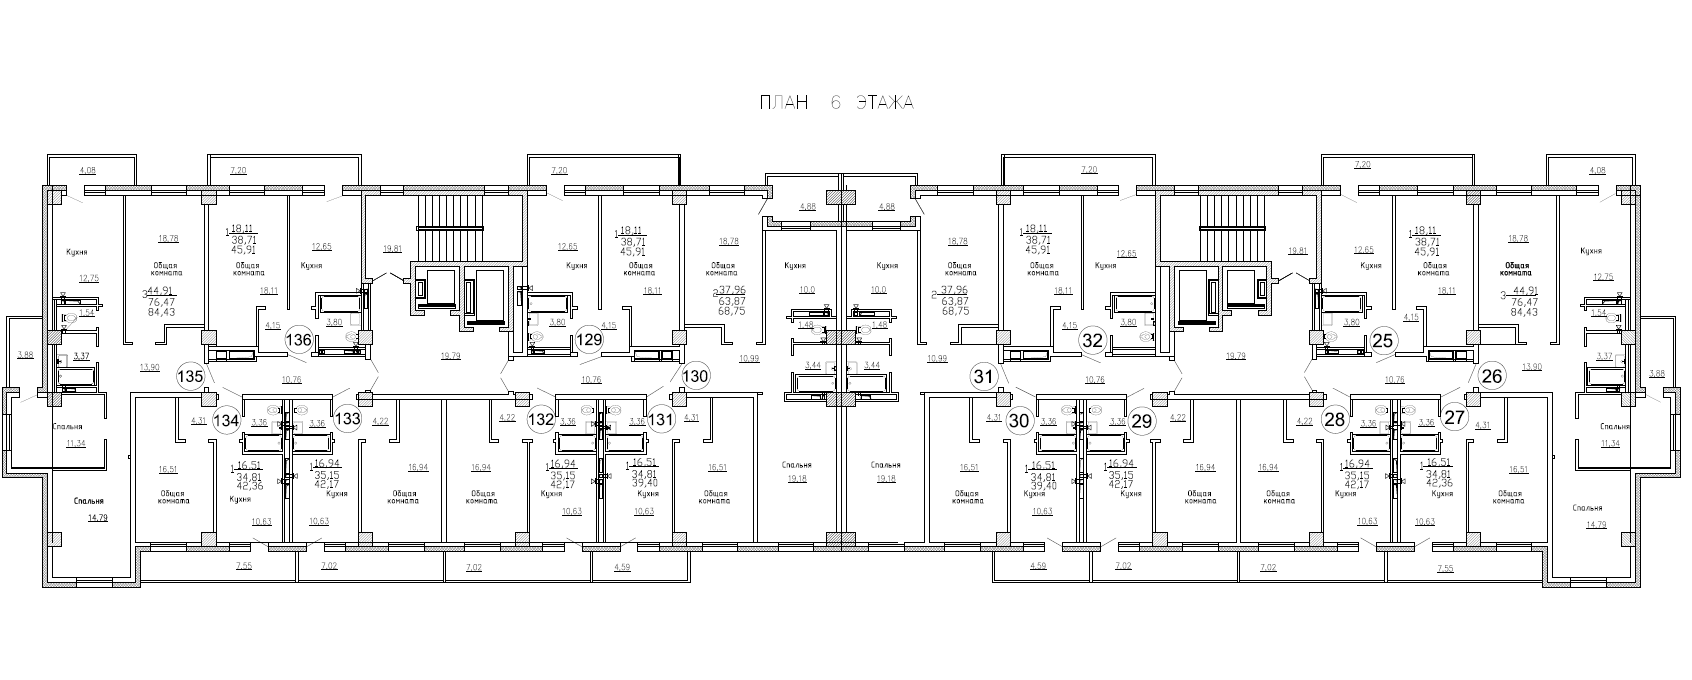 ПЛАН 6 ЭТАЖА
4,08 7,20 7,20 7,20 7,20 4,08
4,88 4,88
1 18,11 38,71 45,91
1 18,11 38,71 45,91
1 18,11 38,71 45,91
1 18,11 38,71 45,91
18,78 12,65 19,81 12,65 18,78 18,78 12,65 19,81 12,65 18,78
Кухня Кухня
12,75 12,75
Общая комната Общая комната Кухня Кухня Общая комната Общая комната Кухня Кухня Общая комната Общая комната Кухня Кухня Общая комната Общая комната
3 44,91 76,47 84,43
2 37,96 63,87 68,75
2 37,96 63,87 68,75
3 44,91 76,47 84,43
18,11 18,11 10,0 10,0 18,11 18,11
1,54 4,15 3,80 3,80 4,15 1,48 1,48 4,15 3,80 3,80 4,15 1,54
136 129 32 25
3,88 3,37 19,79 10,99 10,99 19,79 3,37 3,88
13,90 3,44 3,44 13,90
135 10,76 10,76 130 31 10,76 10,76 26
4,31 134 3,36 3,36 133 4,22 4,22 132 3,36 3,36 131 4,31
4,31 30 3,36 3,36 29 4,22 4,22 28 3,36 3,36 27 4,31
Спальня Спальня
11,34 11,34
16,51
1 16,51 34,81 42,36
1 16,94 35,15 42,17
16,94 16,94
1 16,94 35,15 42,17
1 16,51 34,81 39,40
16,51
Спальня Спальня
19,18 19,18
16,51
1 16,51 34,81 39,40
1 16,94 35,15 42,17
16,94 16,94
1 16,94 35,15 42,17
1 16,51 34,81 42,36
16,51
Общая комната Кухня Кухня Общая комната Общая комната Кухня Кухня Общая комната Общая комната Кухня Кухня Общая комната Общая комната Кухня Кухня Общая комната
Спальня Спальня
14,79 10,63 10,63 10,63 10,63 10,63 10,63 10,63 10,63 14,79
7,55 7,02 7,02 4,59 4,59 7,02 7,02 7,55